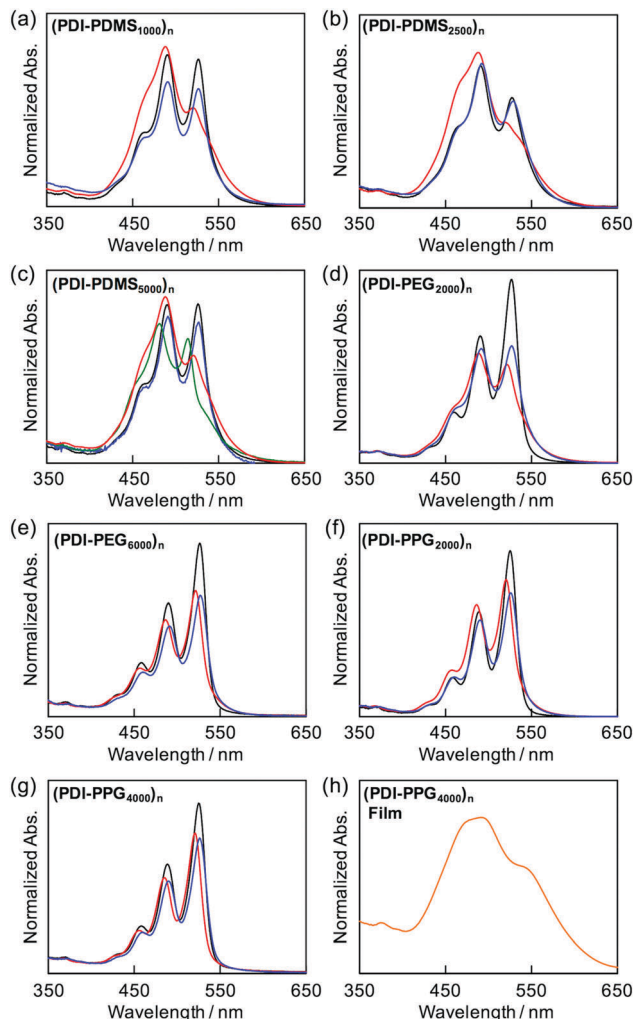 (a) (PDI-PDMS1000)n
Normalized Abs.
350 450 550 650
Wavelength / nm
(b) (PDI-PDMS2500)n
Normalized Abs.
350 450 550 650
Wavelength / nm
(c) (PDI-PDMS5000)n
Normalized Abs.
350 450 550 650
Wavelength / nm
(d) (PDI-PEG2000)n
Normalized Abs.
350 450 550 650
Wavelength / nm
(e) (PDI-PEG6000)n
Normalized Abs.
350 450 550 650
Wavelength / nm
(f) (PDI-PPG2000)n
Normalized Abs.
350 450 550 650
Wavelength / nm
(g) (PDI-PPG4000)n
Normalized Abs.
350 450 550 650
Wavelength / nm
(h) (PDI-PPG4000)n
Film
Normalized Abs.
350 450 550 650
Wavelength / nm